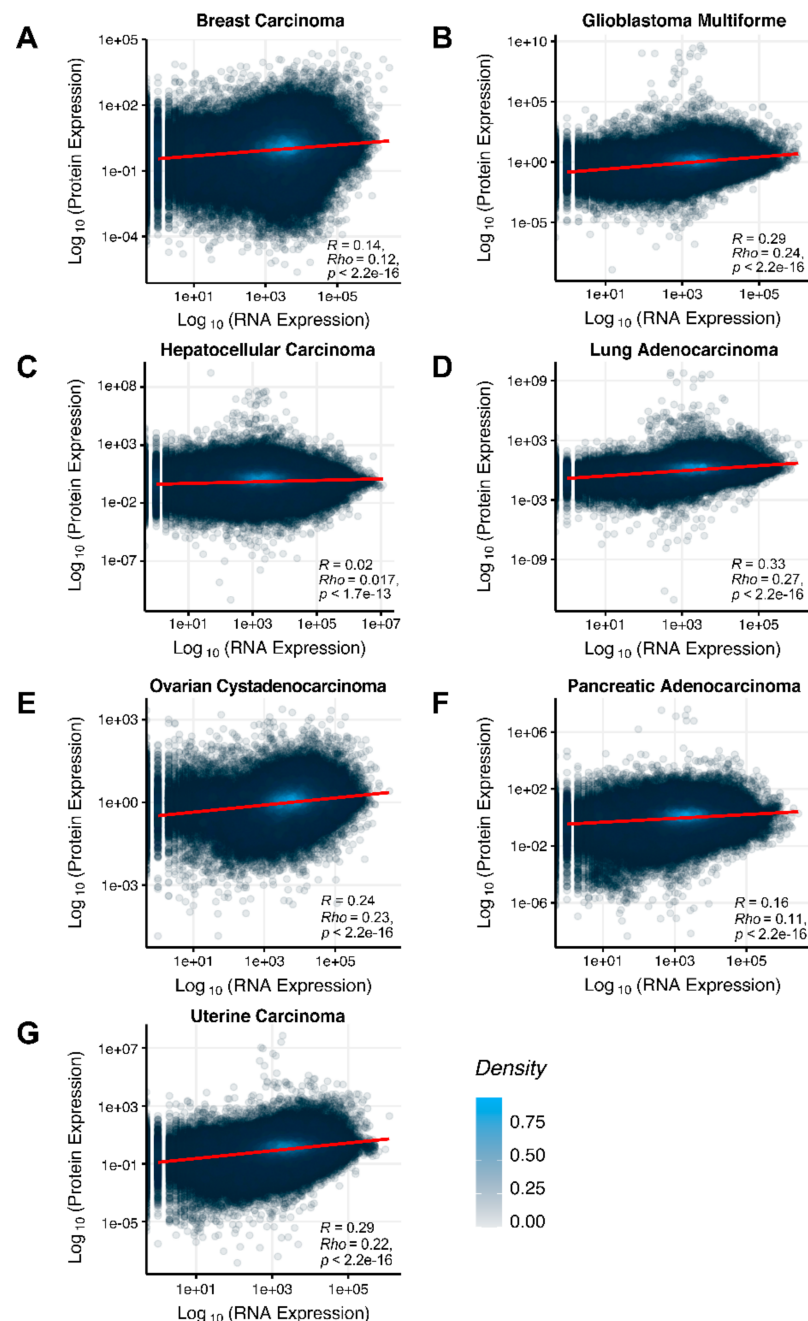 A
Breast Carcinoma
Log10 (Protein Expression)
1e+05
1e+02
1e-01
1e-04
R = 0.14,
Rho = 0.12,
p < 2.2e-16
1e+01 1e+03 1e+05
Log10 (RNA Expression)
B
Glioblastoma Multiforme
Log10 (Protein Expression)
1e+10
1e+05
1e+00
1e-05
R = 0.29
Rho = 0.24,
p < 2.2e-16
1e+01 1e+03 1e+05
Log10 (RNA Expression)
C
Hepatocellular Carcinoma
Log10 (Protein Expression)
1e+08
1e+03
1e-02
1e-07
R = 0.02
Rho = 0.017,
p < 1.7e-13
1e+01 1e+03 1e+05 1e+07
Log10 (RNA Expression)
D
Lung Adenocarcinoma
Log10 (Protein Expression)
1e+09
1e+03
1e-03
1e-09
R = 0.33
Rho = 0.27,
p < 2.2e-16
1e+01 1e+03 1e+05
Log10 (RNA Expression)
E
Ovarian Cystadenocarcinoma
Log10 (Protein Expression)
1e+03
1e+00
1e-03
R = 0.24
Rho = 0.23,
p < 2.2e-16
1e+01 1e+03 1e+05
Log10 (RNA Expression)
F
Pancreatic Adenocarcinoma
Log10 (Protein Expression)
1e+06
1e+02
1e-02
1e-06
R = 0.16
Rho = 0.11,
p < 2.2e-16
1e+01 1e+03 1e+05
Log10 (RNA Expression)
G
Uterine Carcinoma
Log10 (Protein Expression)
1e+07
1e+03
1e-01
1e-05
R = 0.29
Rho = 0.22,
p < 2.2e-16
1e+01 1e+03 1e+05
Log10 (RNA Expression)
Density
0.75
0.50
0.25
0.00